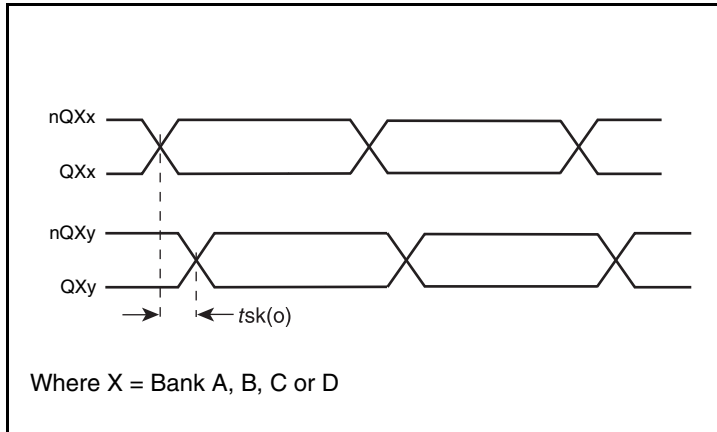 nQXx
QXx
nQXy
QXy
tsk(o)
Where X = Bank A, B, C or D